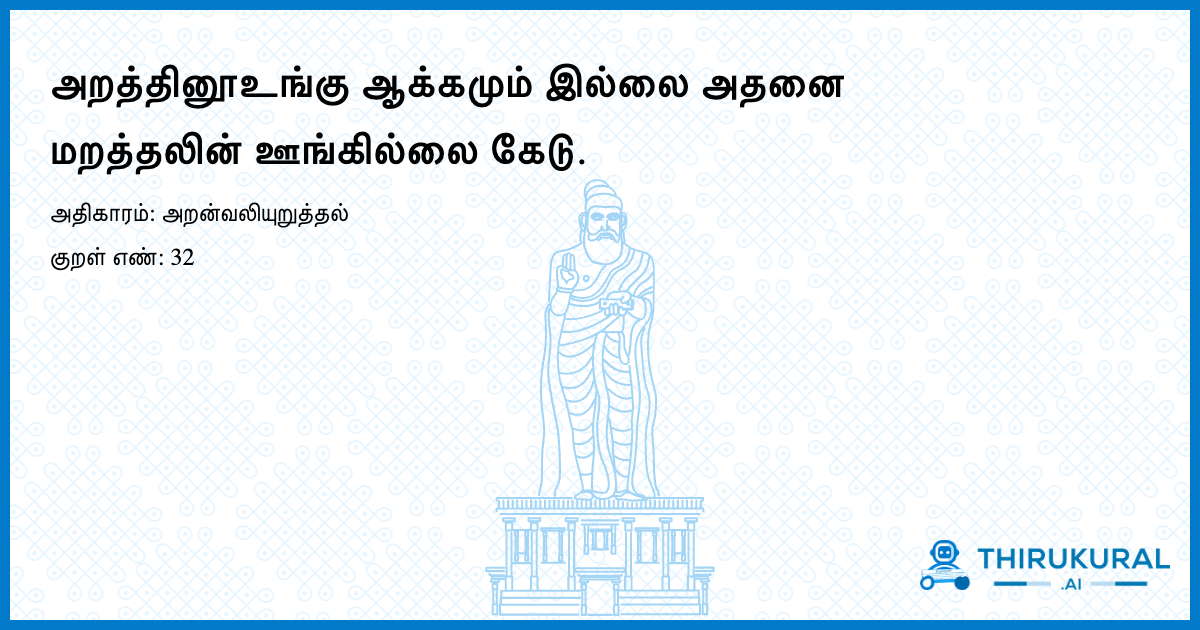 அறத்தினூஉங்கு ஆக்கமும் இல்லை அதனை
மறத்தலின் ஊங்கில்லை கேடு.
அதிகாரம்: அறன்வலியுறுத்தல்
குறள் எண்: 32
THIRUKURAL
.AI